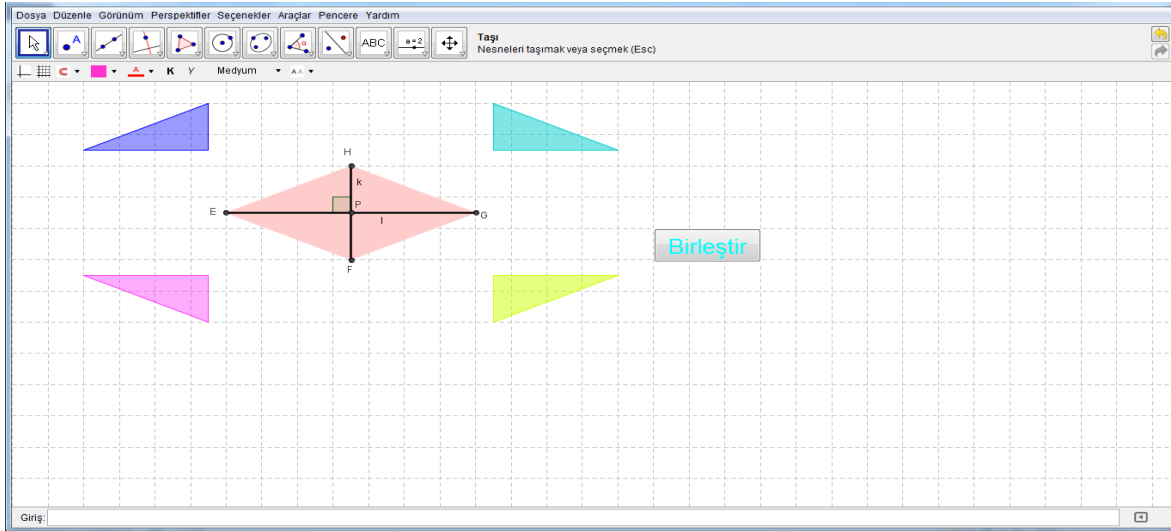 Dosya Düzenle Görünüm Perspektifler Seçenekler Araçlar Pencere Yardım
A α ABC a=2 Taşı
Nesneleri taşımak veya seçmek (Esc)
A K Y Medyum AA
H
k
E P G
l
F
Birleştir
Giriş: